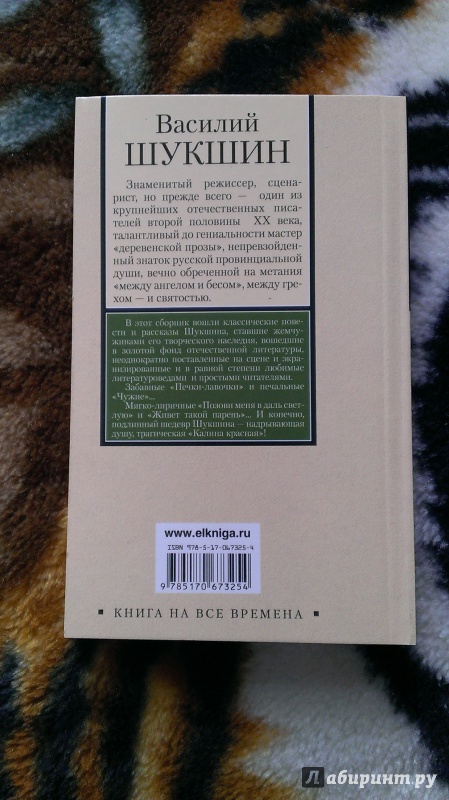 Василий
ШУКШИН
Знаменитый режиссер, сцена-
рист, но прежде всего — один из
крупнейших отечественных писа-
телей второй половины XX века,
талантливый до гениальности мастер
«деревенской прозы», непревзойден-
ный знаток русской провинциальной
души, вечно обреченной на метания
«между ангелом и бесом», между гре-
хом — и святостью.
В этот сборник вошли классические пове-
сти и рассказы Шукшина, ставшие жемчу-
жинами его творческого наследия, вошедшие
в золотой фонд отечественной литературы,
неоднократно поставленные на сцене и экра-
низированные и в равной степени любимые
литературоведами и простыми читателями.
Забавные «Печки-лавочки» и печальные
«Чужие»...
Мягко-лиричные «Позови меня в даль свет-
лую» и «Живет такой парень»... И конечно,
подлинный шедевр Шукшина — надрывающая
душу, трагическая «Калина красная»!
www.elkniga.ru
ISBN 978-5-17-067325-4
9 785170 673254
▪ КНИГА НА ВСЕ ВРЕМЕНА ▪
Лабиринт.ру